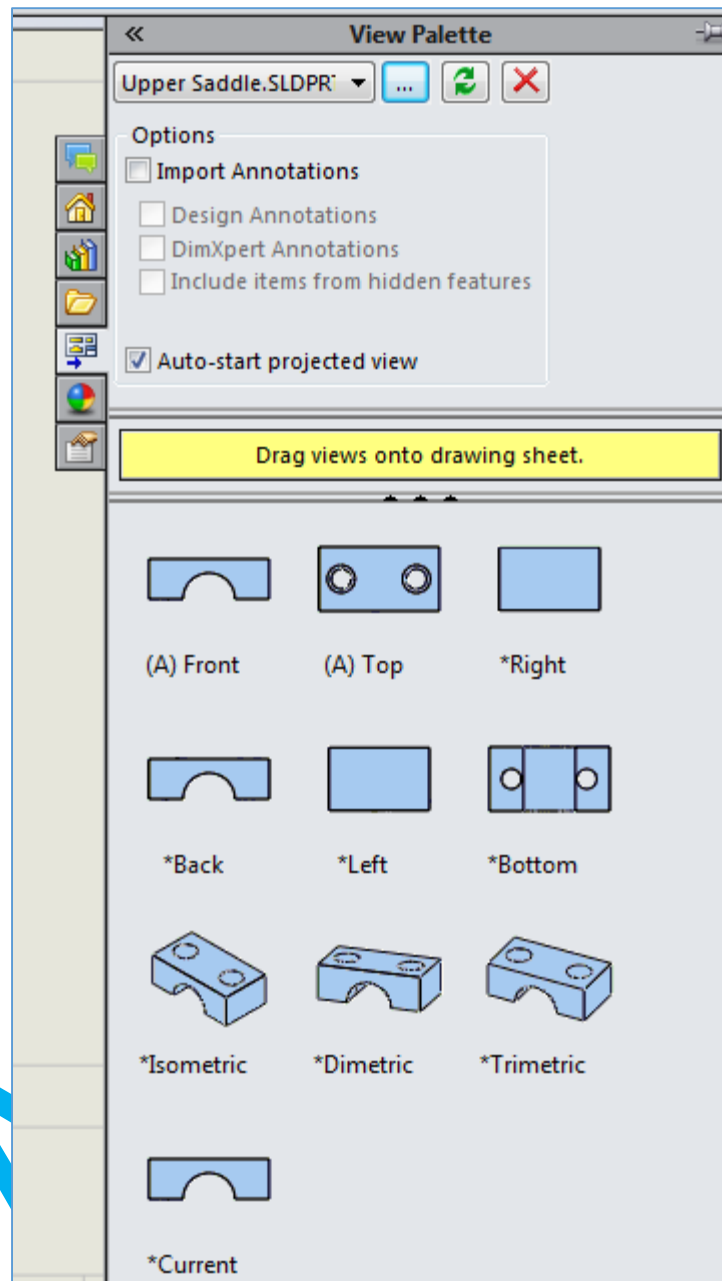 View Palette
Upper Saddle.SLDPR
...
Options
Import Annotations
Design Annotations
DimXpert Annotations
Include items from hidden features
Auto-start projected view
Drag views onto drawing sheet.
(A) Front (A) Top *Right
*Back *Left *Bottom
*Isometric *Dimetric *Trimetric
*Current